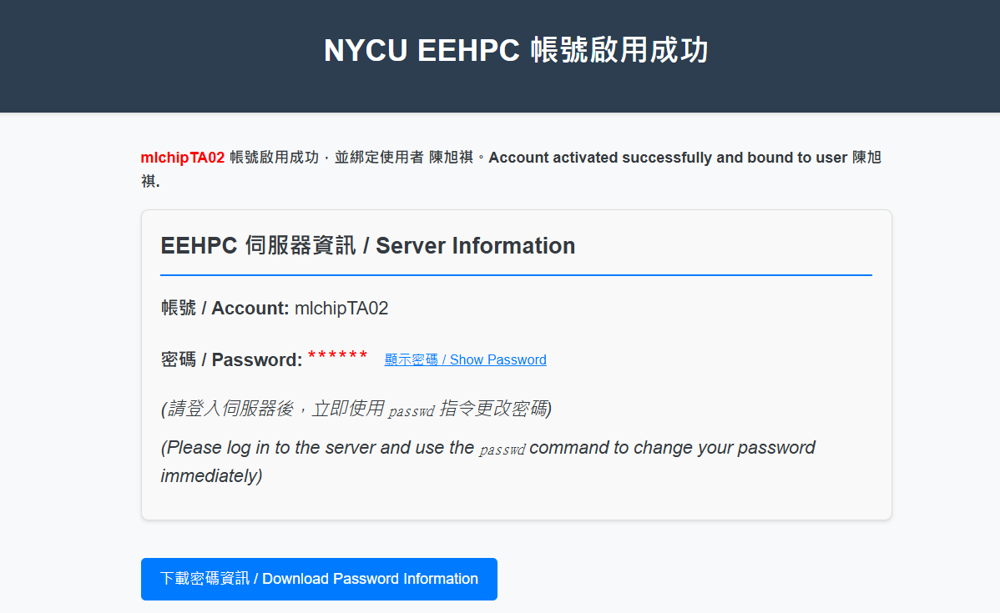 NYCU EEHPC 帳號啟用成功
mlchipTA02 帳號啟用成功，並綁定使用者 陳旭祺。Account activated successfully and bound to user 陳旭
祺.
EEHPC 伺服器資訊 / Server Information
帳號 / Account: mlchipTA02
密碼 / Password: ****** 顯示密碼 / Show Password
(請登入伺服器後，立即使用 passwd 指令更改密碼)
(Please log in to the server and use the passwd command to change your password
immediately)
下載密碼資訊 / Download Password Information